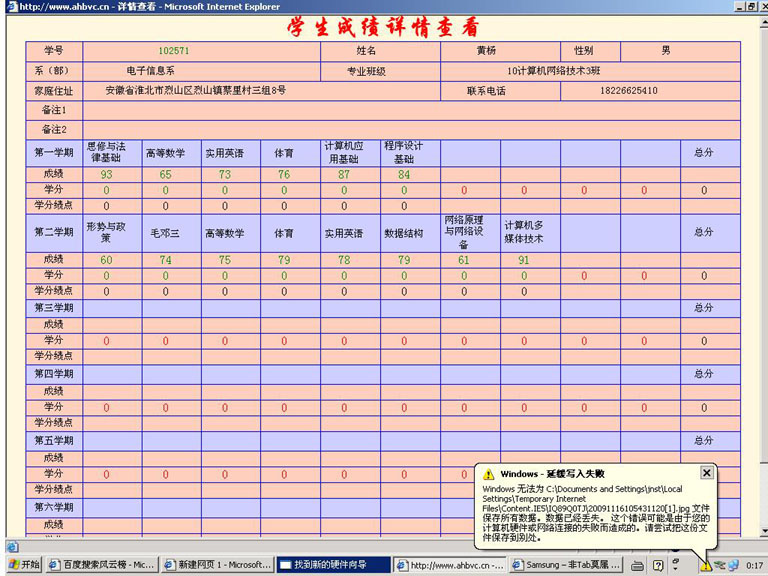 http://www.ahbvc.cn - 详情查看 - Microsoft Internet Explorer
学生成绩详情查看
学号 102571 姓名 黄杨 性别 男
系（部） 电子信息系 专业班级 10计算机网络技术3班
家庭住址 安徽省淮北市烈山区烈山镇蔡里村三组8号 联系电话 18226625410
备注1
备注2
第一学期 思修与法律基础 高等数学 实用英语 体育 计算机应用基础 程序设计基础 总分
成绩 93 65 73 76 87 84
学分 0 0 0 0 0 0 0 0 0 0 0
学分绩点 0 0 0 0 0 0
第二学期 形势与政策 毛邓三 高等数学 体育 实用英语 数据结构 网络原理与网络设备 计算机多媒体技术 总分
成绩 60 74 75 79 78 79 61 91
学分 0 0 0 0 0 0 0 0 0 0 0
学分绩点 0 0 0 0 0 0 0 0
第三学期 总分
成绩
学分 0 0 0 0 0 0 0 0 0 0 0
学分绩点
第四学期 总分
成绩
学分 0 0 0 0 0 0 0 0 0 0 0
学分绩点
第五学期 总分
成绩
学分 0 0 0 0 0 0 0
学分绩点
第六学期
成绩
Windows - 延缓写入失败
Windows 无法为 C:\Documents and Settings\jnst\Local
Settings\Temporary Internet
Files\Content.IE5\IQ89Q0TJ\20091116105431120[1].jpg 文件
保存所有数据。数据已经丢失。 这个错误可能是由于您的
计算机硬件或网络连接的失败而造成的。请尝试把这份文
件保存到别处。
开始 百度搜索风云榜 - Mic... 新建网页 1 - Microsoft... 找到新的硬件向导 http://www.ahbvc.cn -... Samsung – 非Tab莫属 ... 0:17